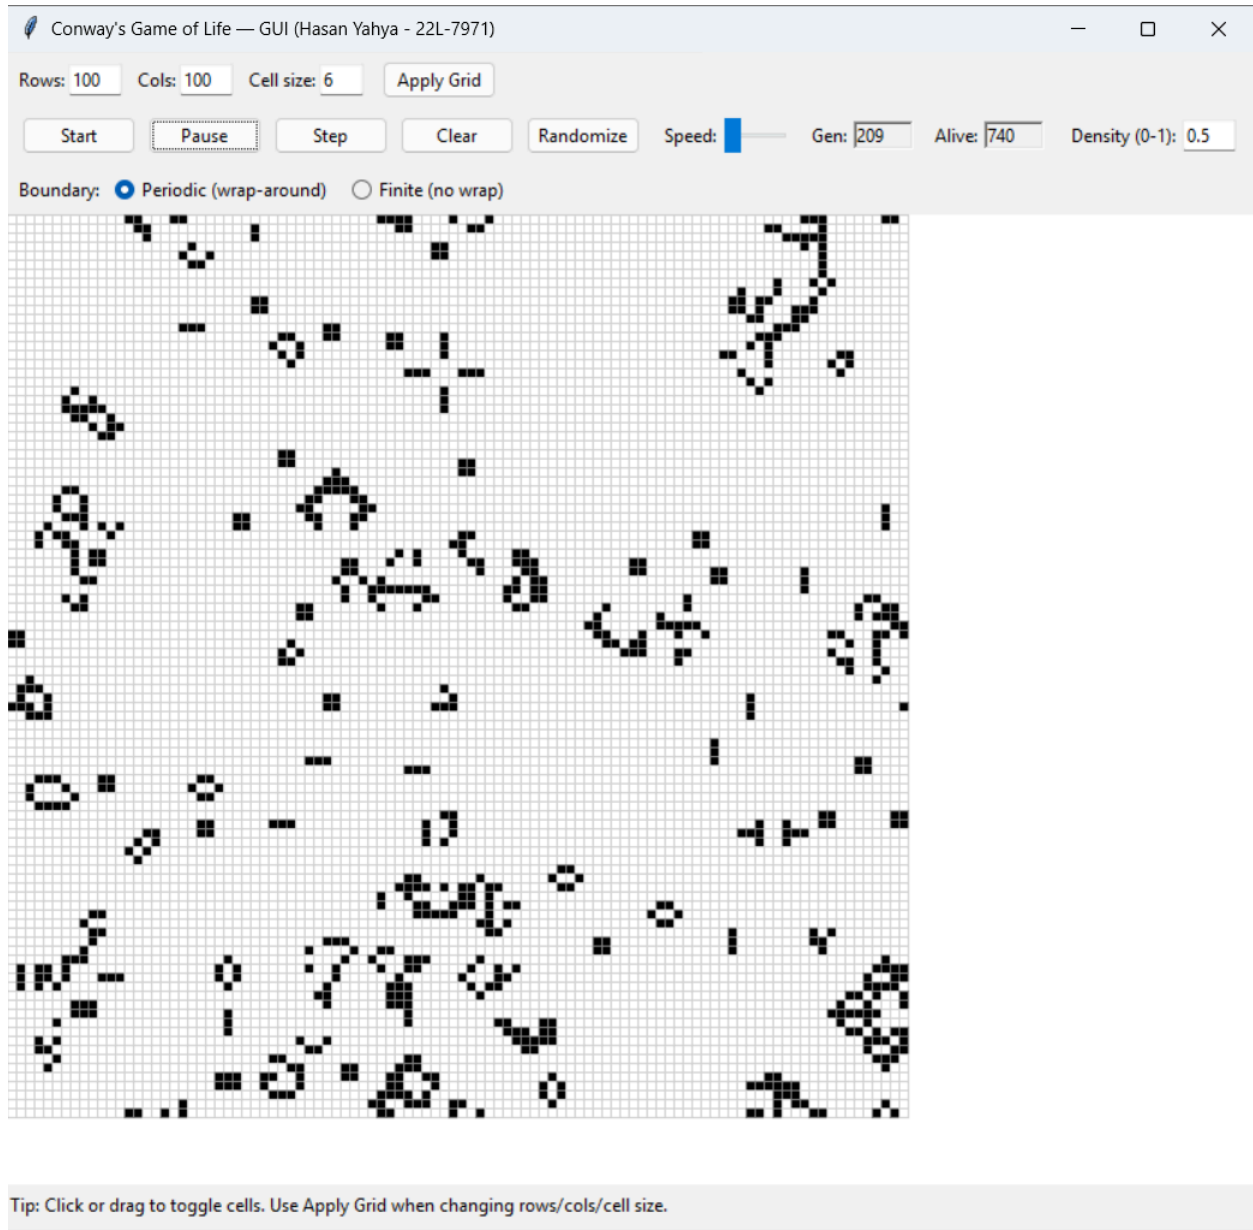 Conway's Game of Life — GUI (Hasan Yahya - 22L-7971)
Rows: 100 Cols: 100 Cell size: 6 Apply Grid
Start Pause Step Clear Randomize Speed: Gen: 209 Alive: 740 Density (0-1): 0.5
Boundary: Periodic (wrap-around) Finite (no wrap)
Tip: Click or drag to toggle cells. Use Apply Grid when changing rows/cols/cell size.